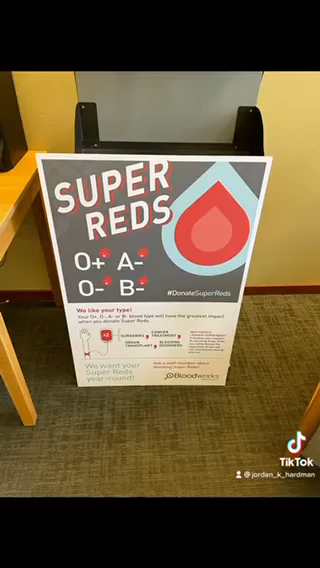 SUPER
REDS
O+ A-
O- B-
#DonateSuperReds
We like your type!
Your O+, O-, A- or B- blood type will have the greatest impact
when you donate Super Reds.
SURGERIES
CANCER
TREATMENT
ORGAN
TRANSPLANT
BLEEDING
DISORDERS
We want your
Super Reds
year-round!
Ask a staff member about
donating Super Reds!
Bloodworks
TikTok
@jordan_k_hardman